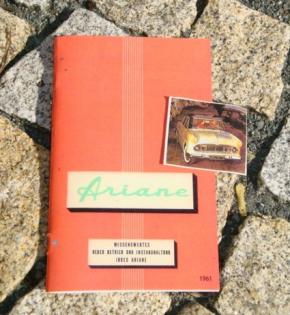 Ariane
WISSENSWERTES
ÜBER BETRIEB UND INSTANDHALTUNG
IHRES ARIANE
1961